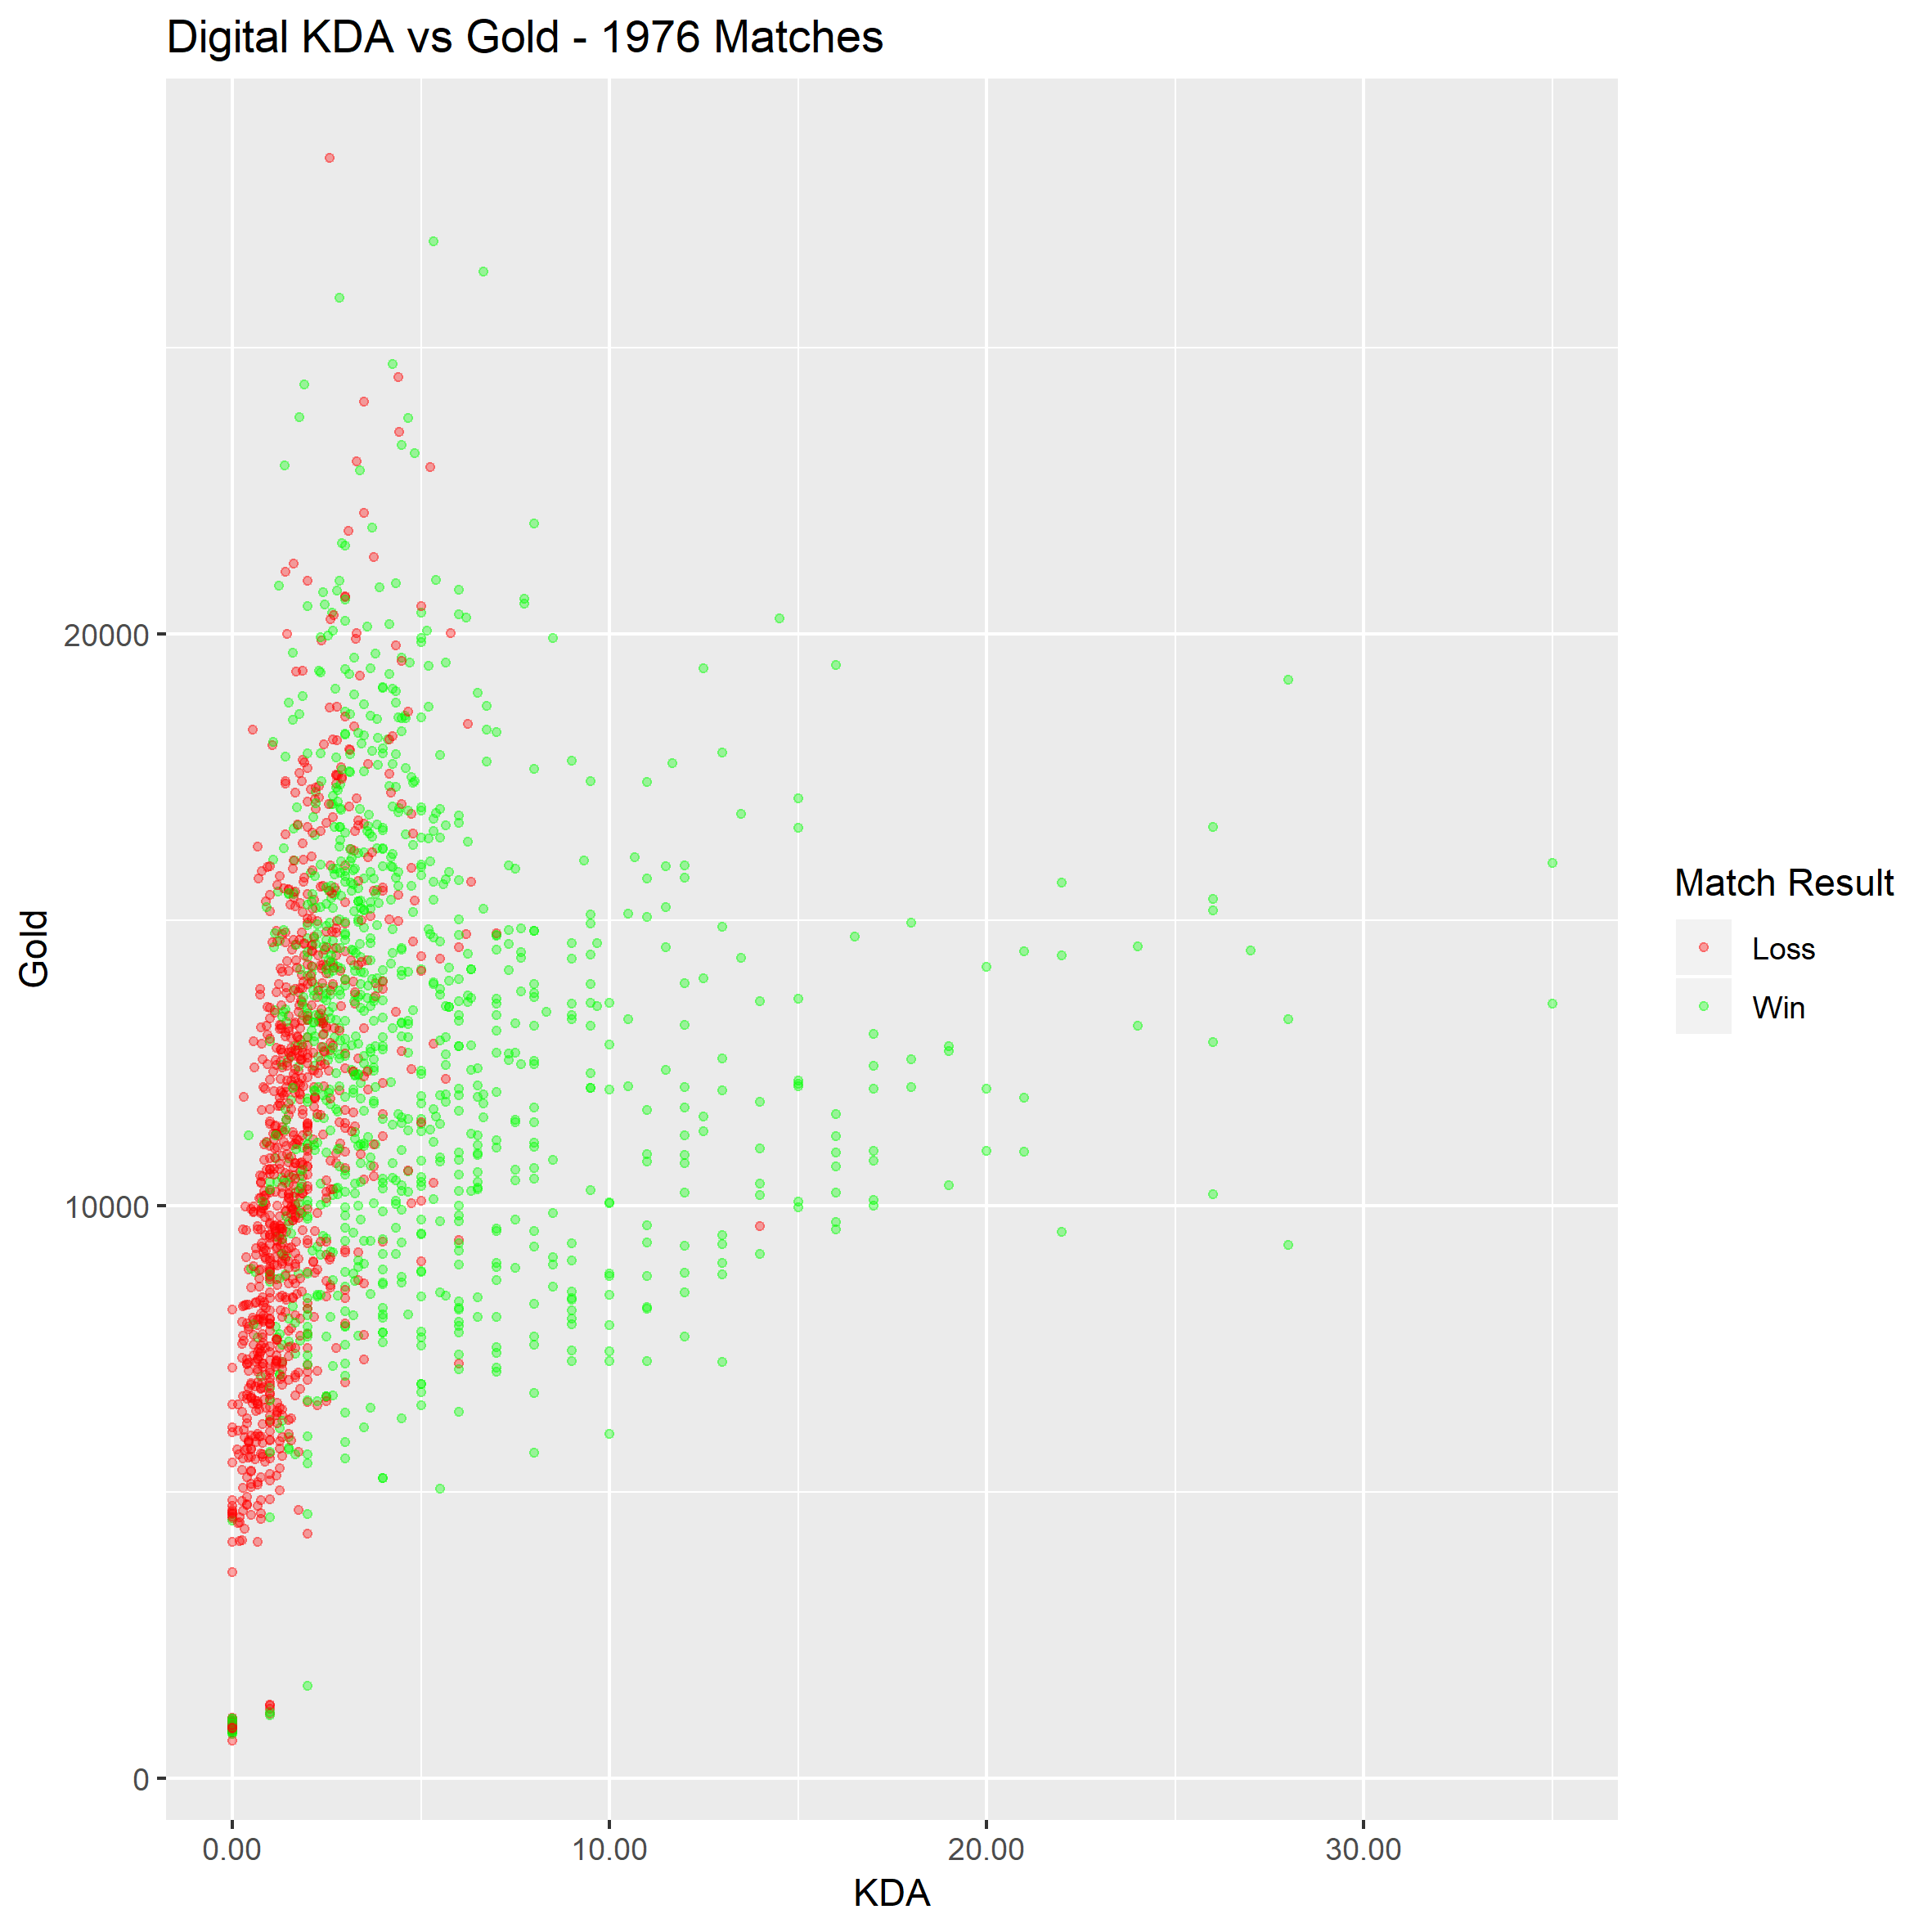 Digital KDA vs Gold - 1976 Matches
Gold
20000
10000
0
0.00 10.00 20.00 30.00
KDA
Match Result
Loss
Win